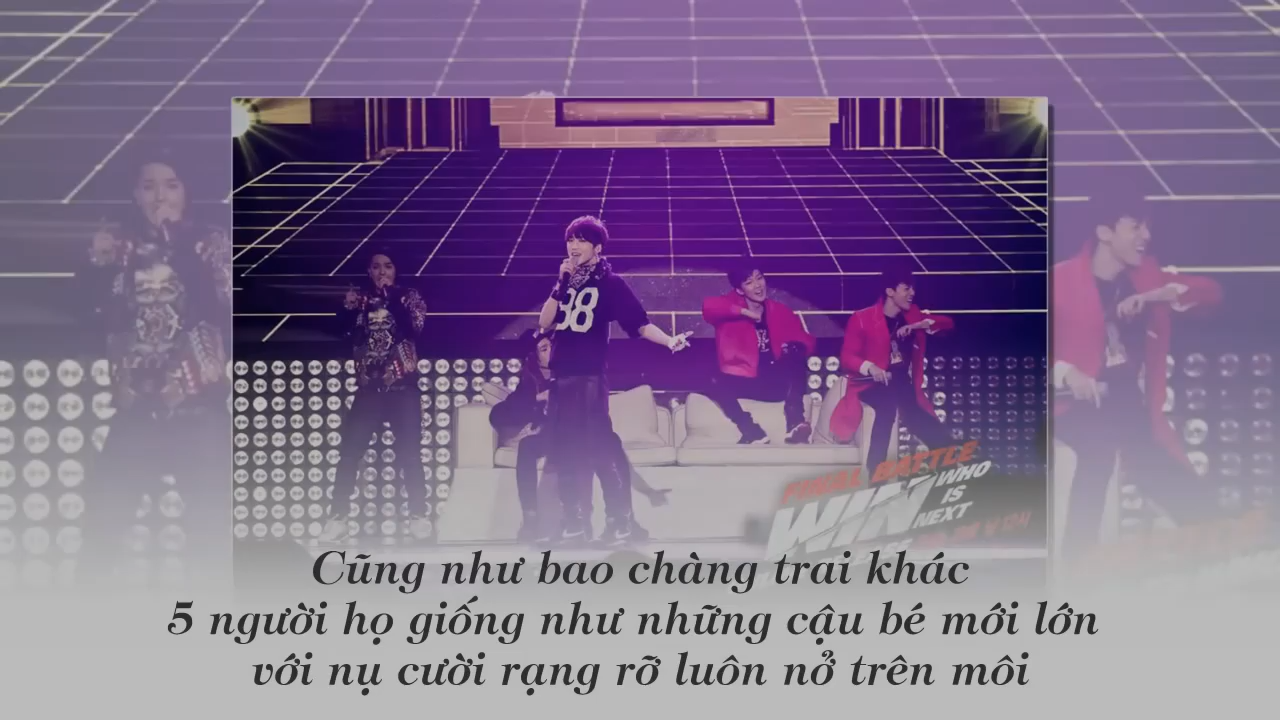 88
FINAL BATTLE
WIN WHO
IS
NEXT
Cũng như bao chàng trai khác
5 người họ giống như những cậu bé mới lớn
với nụ cười rạng rỡ luôn nở trên môi